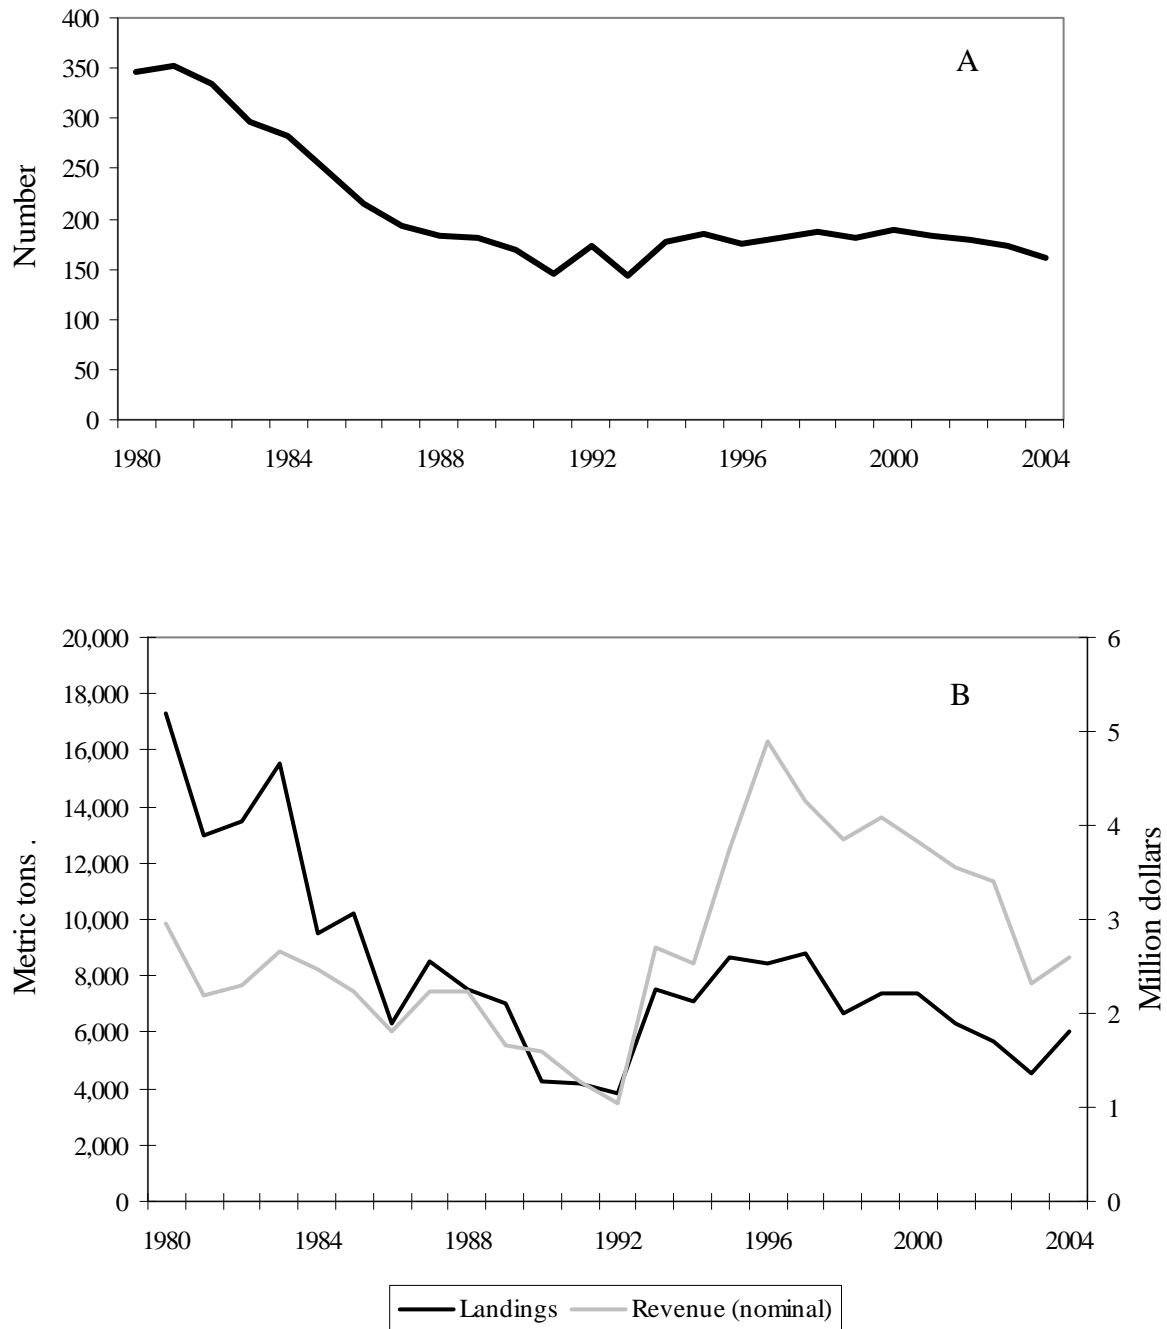 400
A
350
300
250
Number
200
150
100
50
0
1980 1984 1988 1992 1996 2000 2004
20,000 6
18,000 B
5
16,000
14,000
4
12,000
Metric tons .
Million dollars
10,000 3
8,000
2
6,000
4,000
1
2,000
0 0
1980 1984 1988 1992 1996 2000 2004
Landings Revenue (nominal)